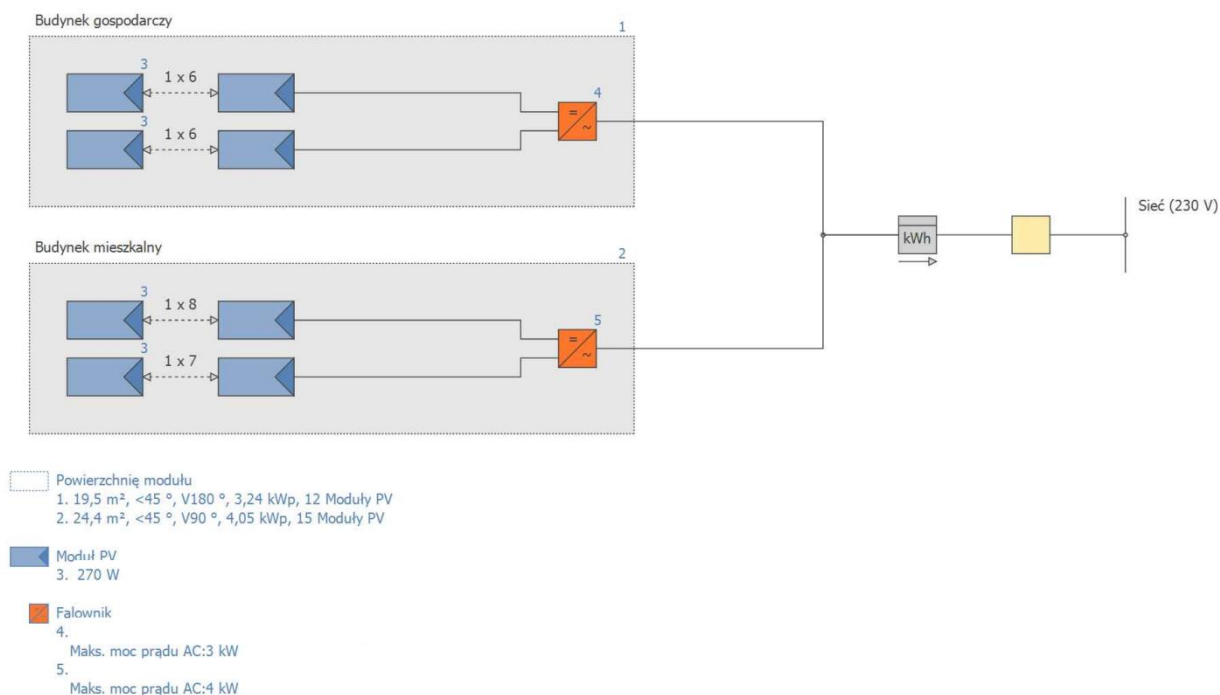 Budynek gospodarczy
1
3
1 x 6
4
3
1 x 6
Sieć (230 V)
kWh
Budynek mieszkalny
2
3
1 x 8
5
3
1 x 7
Powierzchnię modułu
1. 19,5 m², <45 °, V180 °, 3,24 kWp, 12 Moduły PV
2. 24,4 m², <45 °, V90 °, 4,05 kWp, 15 Moduły PV
Moduł PV
3. 270 W
Falownik
4.
Maks. moc prądu AC:3 kW
5.
Maks. moc prądu AC:4 kW